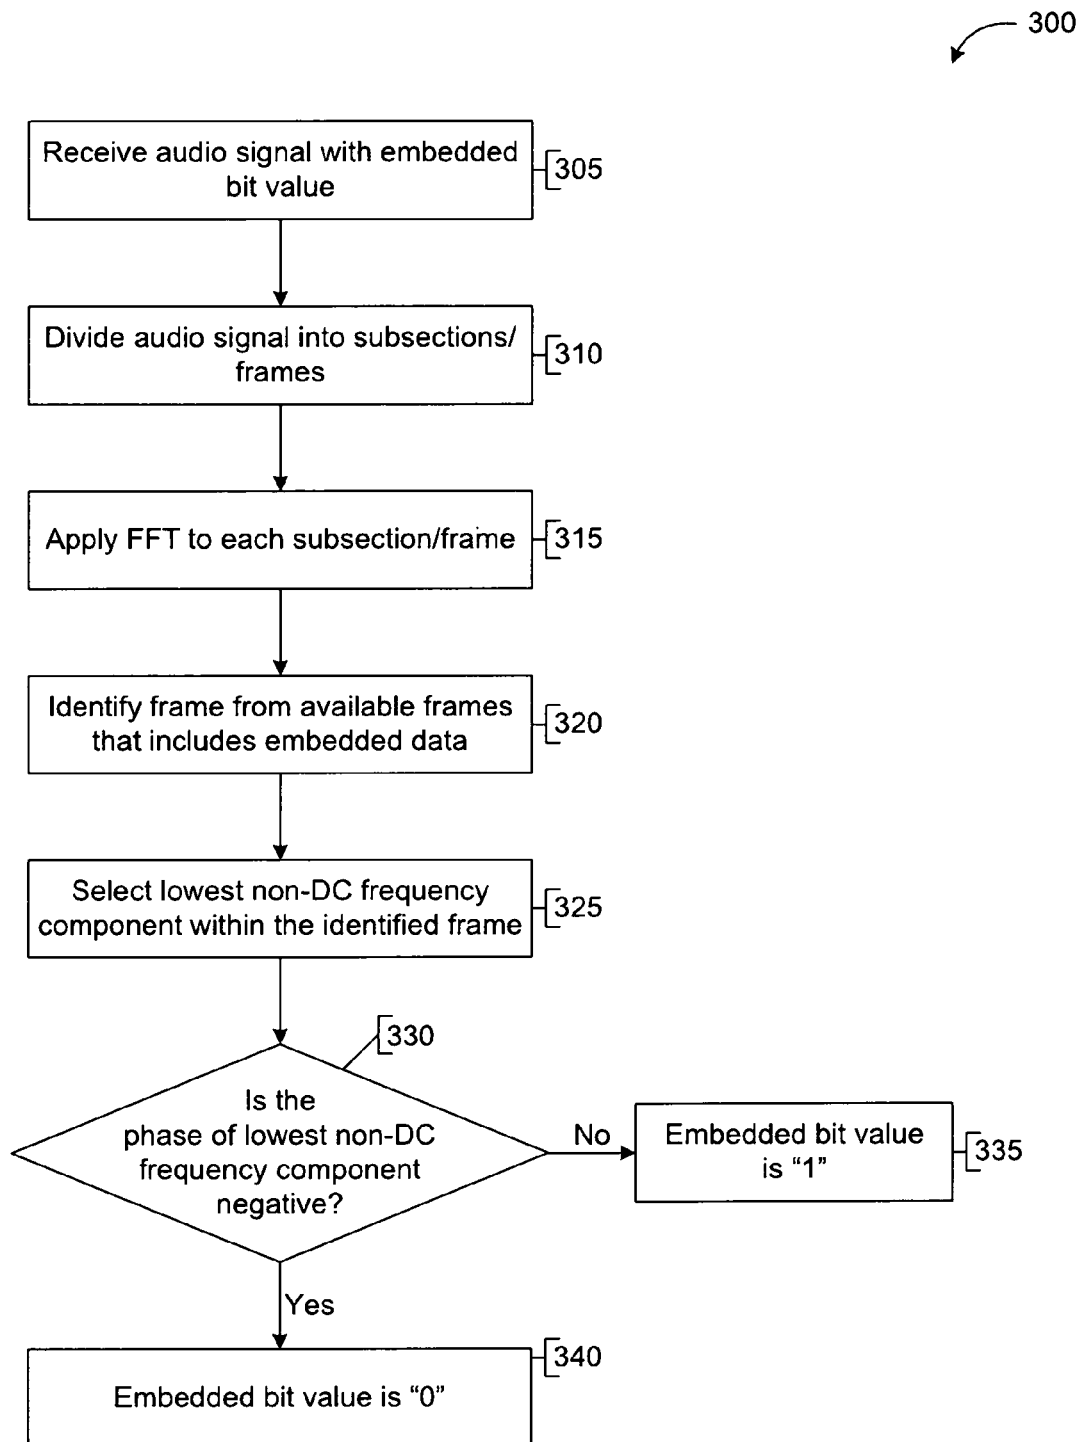 300
Receive audio signal with embedded
bit value
305
Divide audio signal into subsections/
frames
310
Apply FFT to each subsection/frame
315
Identify frame from available frames
that includes embedded data
320
Select lowest non-DC frequency
component within the identified frame
325
330
Is the
phase of lowest non-DC
frequency component
negative?
No
Embedded bit value
is “1”
335
Yes
340
Embedded bit value is “0”